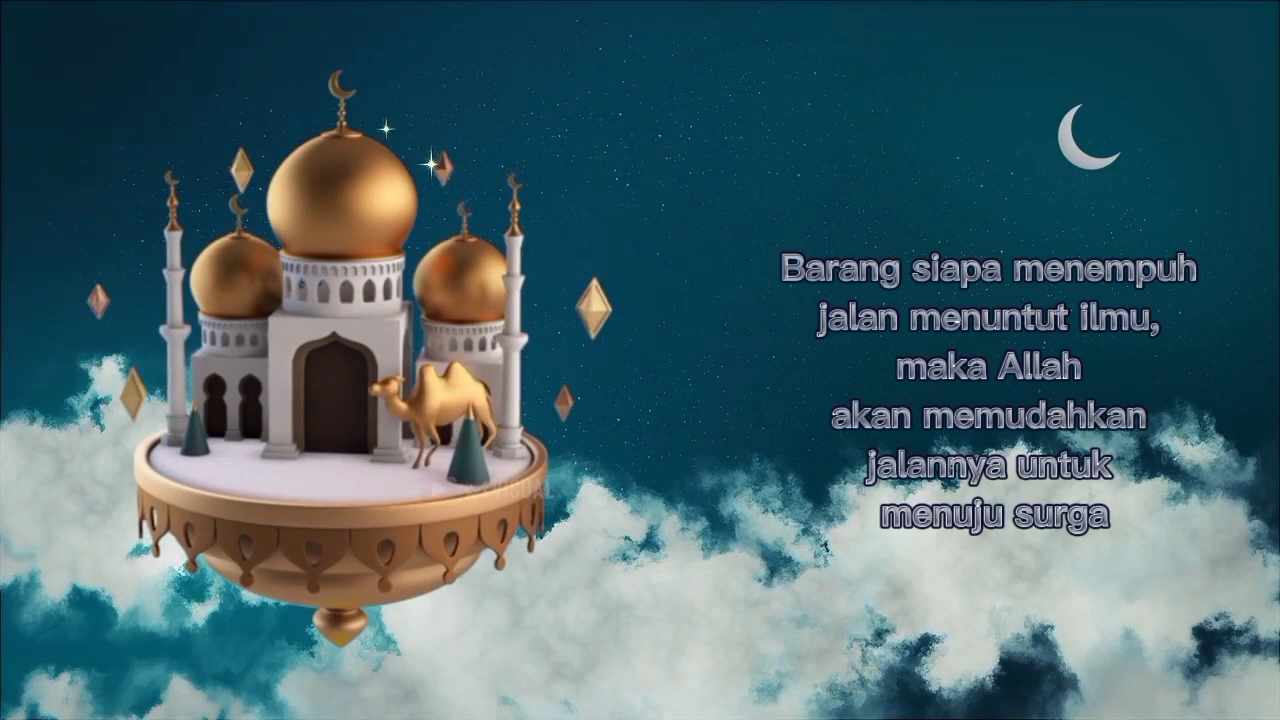 Barang siapa menempuh
jalan menuntut ilmu,
maka Allah
akan memudahkan
jalannya untuk
menuju surga